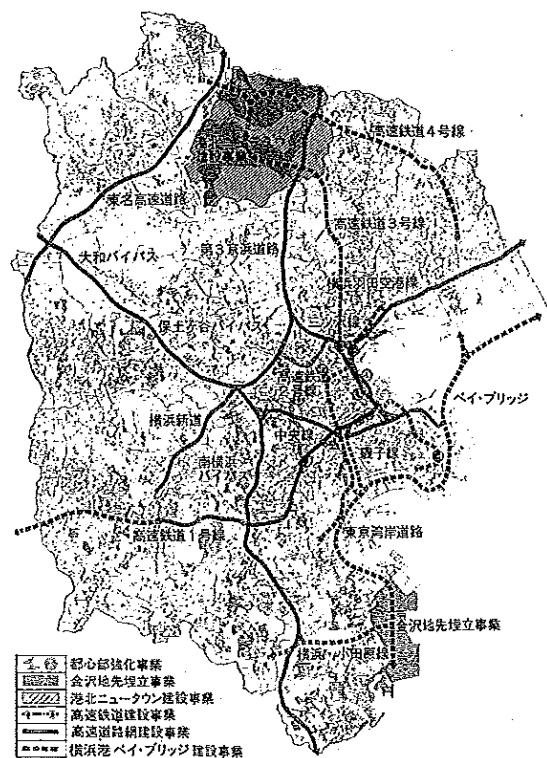 高速鉄道4号線
東名高速道路
高速鉄道3号線
大和バイパス
第3京浜道路
横浜羽田空港線
保土ヶ谷バイパス
ベイ・ブリッジ
横浜新道
中央線
磯子線
南横浜
東京湾岸道路
高速鉄道1号線
金沢地先埋立事業
都心部強化事業
金沢地先埋立事業
港北ニュータウン建設事業
高速鉄道建設事業
高速道路網建設事業
横浜港ベイ・ブリッジ建設事業